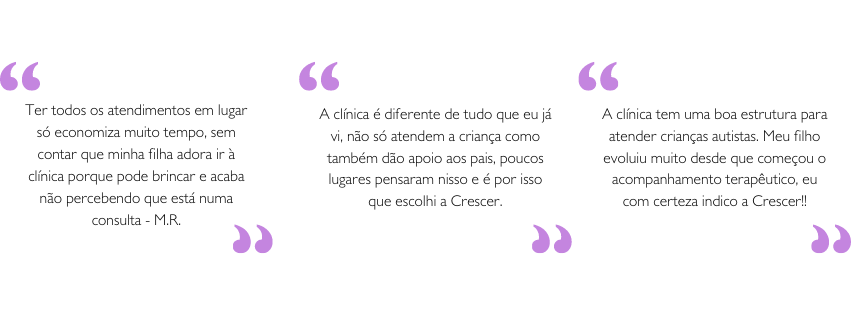 Ter todos os atendimentos em lugar
só economiza muito tempo, sem
contar que minha filha adora ir à
clínica porque pode brincar e acaba
não percebendo que está numa
consulta - M.R.
A clínica é diferente de tudo que eu já
vi, não só atendem a criança como
também dão apoio aos pais, poucos
lugares pensaram nisso e é por isso
que escolhi a Crescer.
A clínica tem uma boa estrutura para
atender crianças autistas. Meu filho
evoluiu muito desde que começou o
acompanhamento terapêutico, eu
com certeza indico a Crescer!!